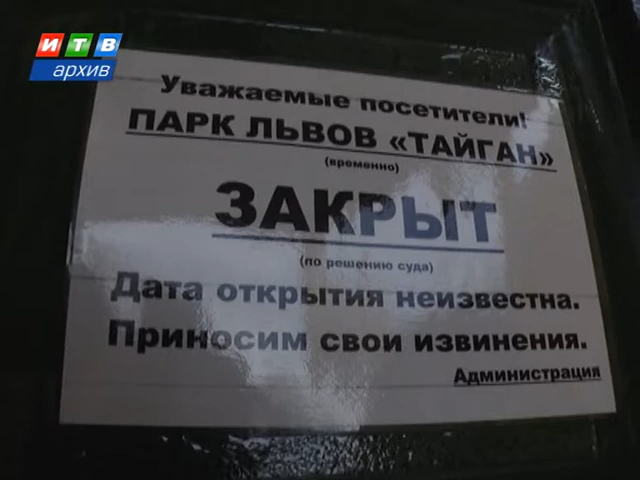 ИТВ
архив
Уважаемые посетители!
ПАРК ЛЬВОВ «ТАЙГАН»
(временно)
ЗАКРЫТ
(по решению суда)
Дата открытия неизвестна.
Приносим свои извинения.
Администрация